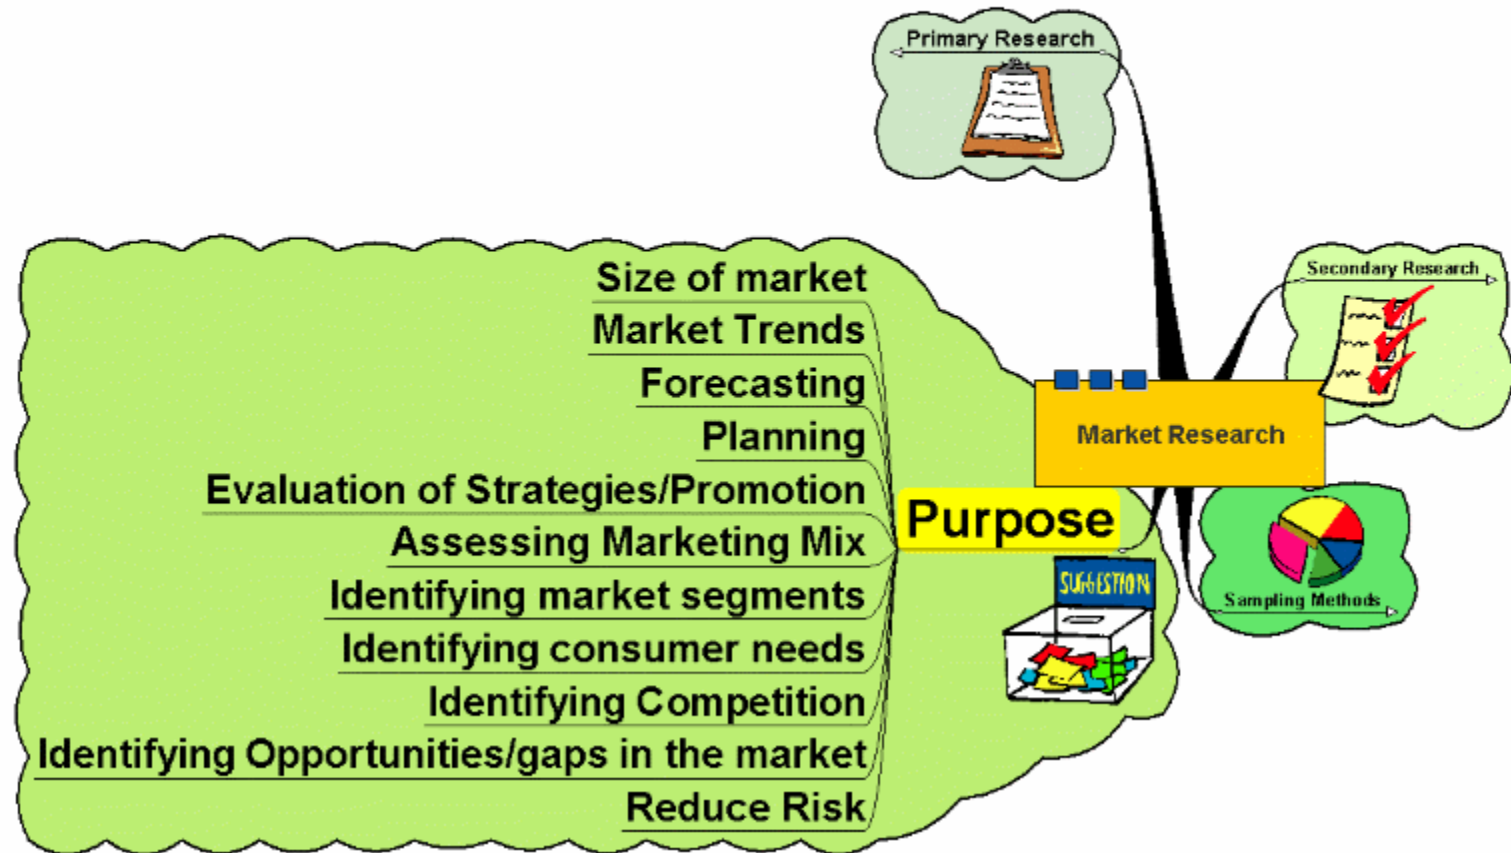 Primary Research
Secondary Research
Size of market
Market Trends
Forecasting
Planning
Evaluation of Strategies/Promotion
Assessing Marketing Mix
Identifying market segments
Identifying consumer needs
Identifying Competition
Identifying Opportunities/gaps in the market
Reduce Risk
Market Research
Purpose
SUGGESTION
Sampling Methods